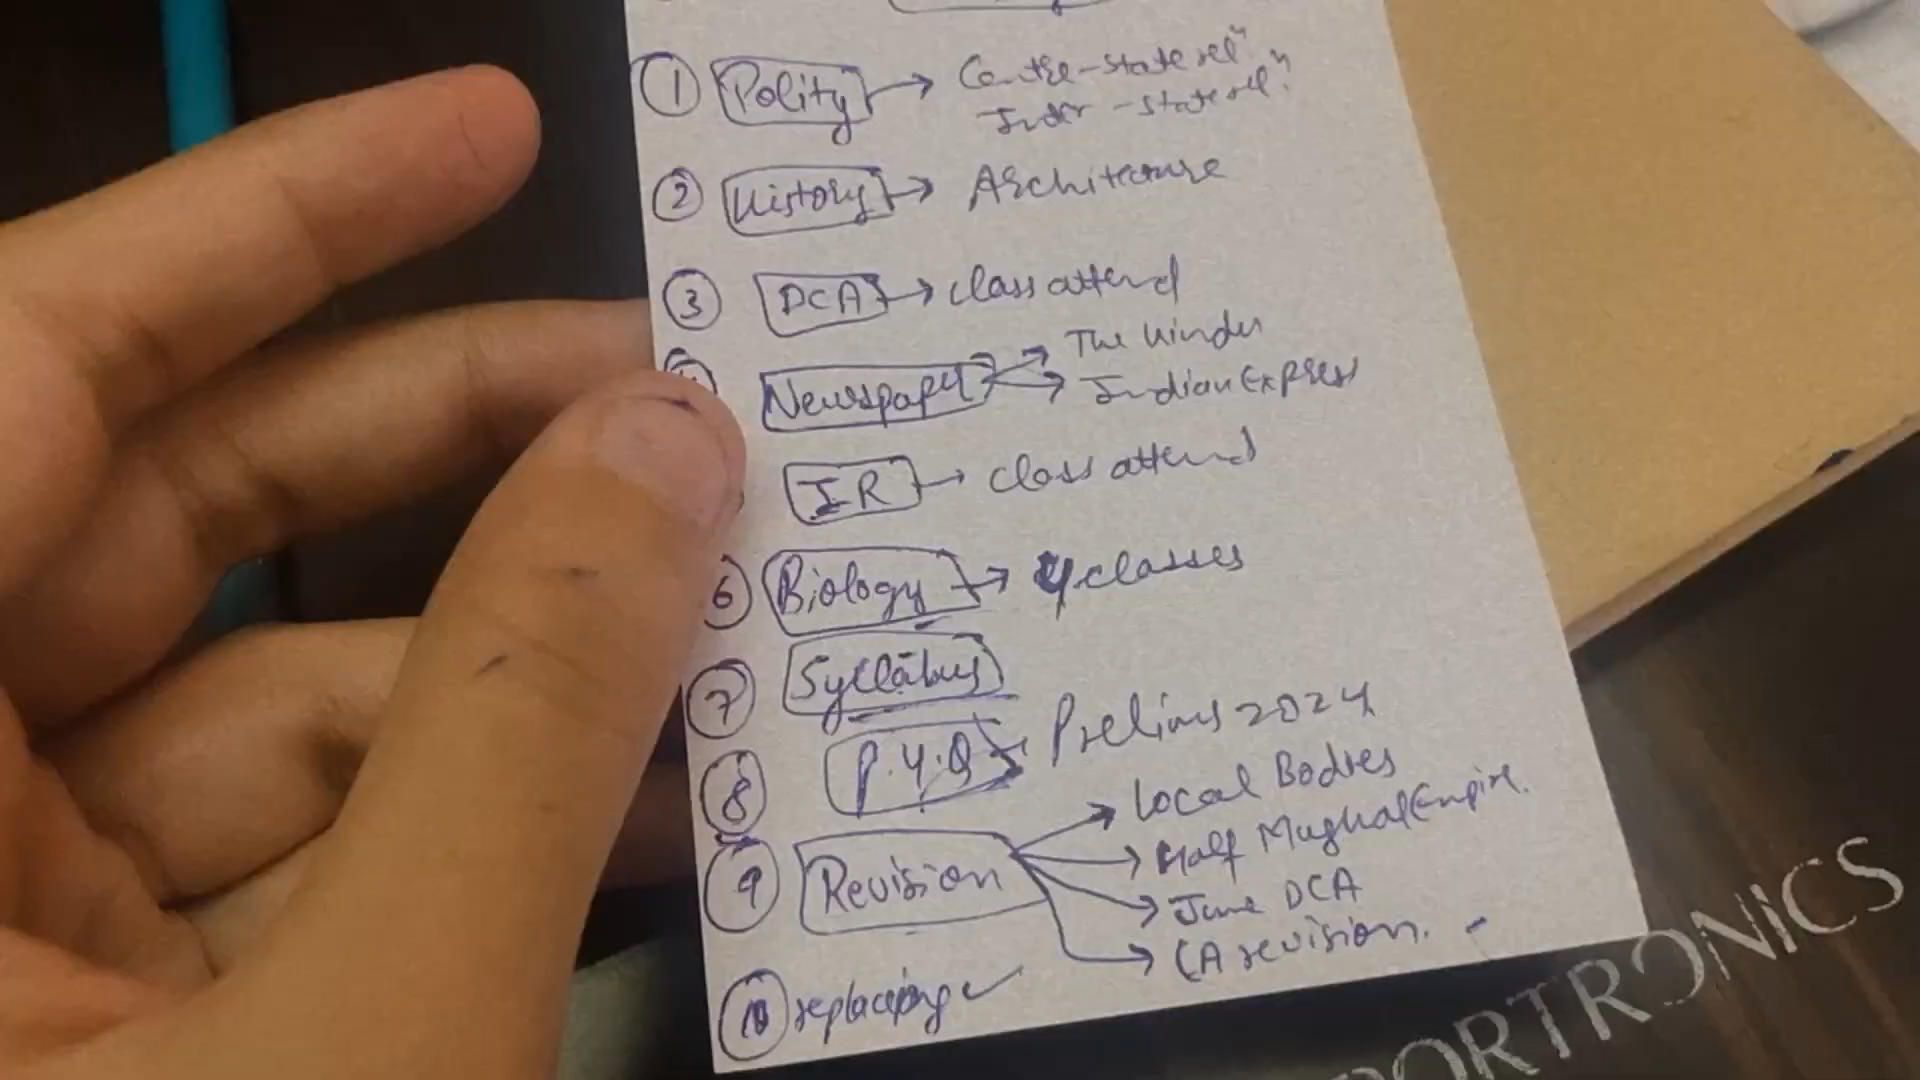 ① Polity → Centre-state relⁿ
Inter-state relⁿ
② History → Architecture
③ DCA → class attend
Newspaper → The Hindu
→ Indian Express
IR → class attend
⑥ Biology → 4 classes
⑦ Syllabus
⑧ P.Y.Q → Prelims 2024
⑨ Revision → Local Bodies
→ Half Mughal Empire.
→ June DCA
→ CA revision.
⑩ ✓
PORTRONICS